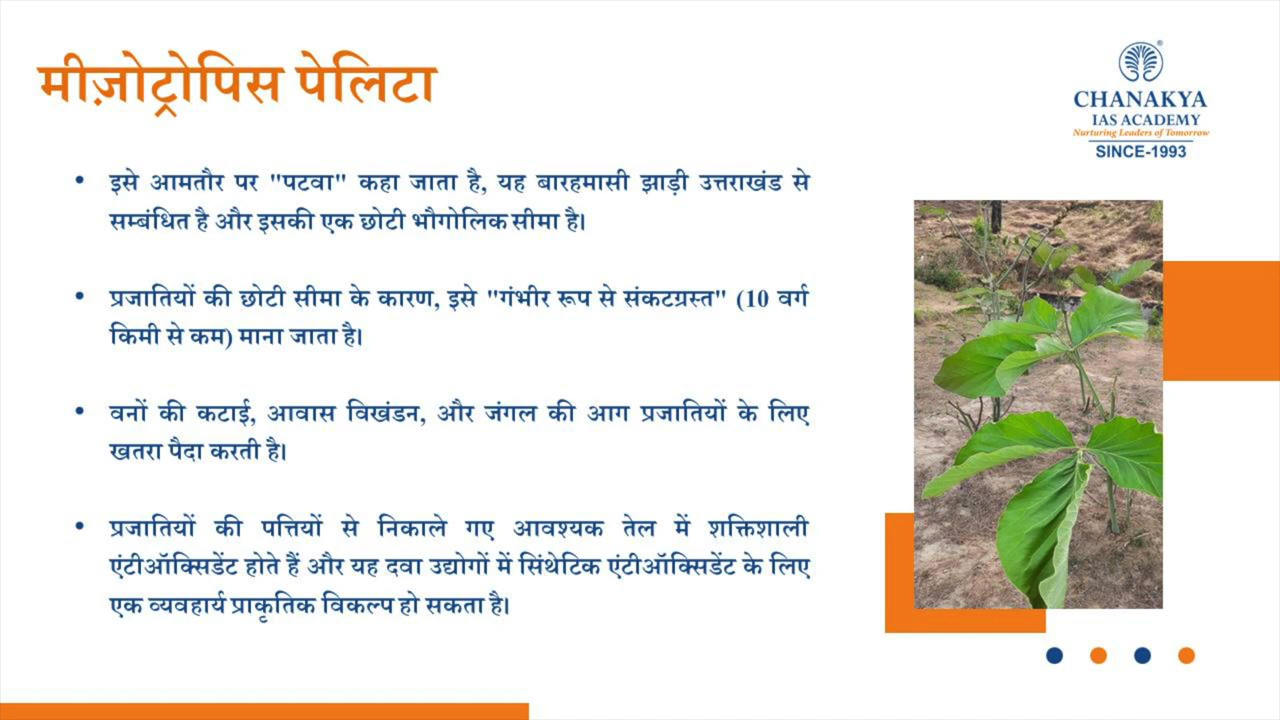 मीज़ोट्रोपिस पेलिटा
CHANAKYA
IAS ACADEMY
Nurturing Leaders of Tomorrow
SINCE-1993
• इसे आमतौर पर "पटवा" कहा जाता है, यह बारहमासी झाड़ी उत्तराखंड से
सम्बंधित है और इसकी एक छोटी भौगोलिक सीमा है।
• प्रजातियों की छोटी सीमा के कारण, इसे "गंभीर रूप से संकटग्रस्त" (10 वर्ग
किमी से कम) माना जाता है।
• वनों की कटाई, आवास विखंडन, और जंगल की आग प्रजातियों के लिए
खतरा पैदा करती है।
• प्रजातियों की पत्तियों से निकाले गए आवश्यक तेल में शक्तिशाली
एंटीऑक्सिडेंट होते हैं और यह दवा उद्योगों में सिंथेटिक एंटीऑक्सिडेंट के लिए
एक व्यवहार्य प्राकृतिक विकल्प हो सकता है।